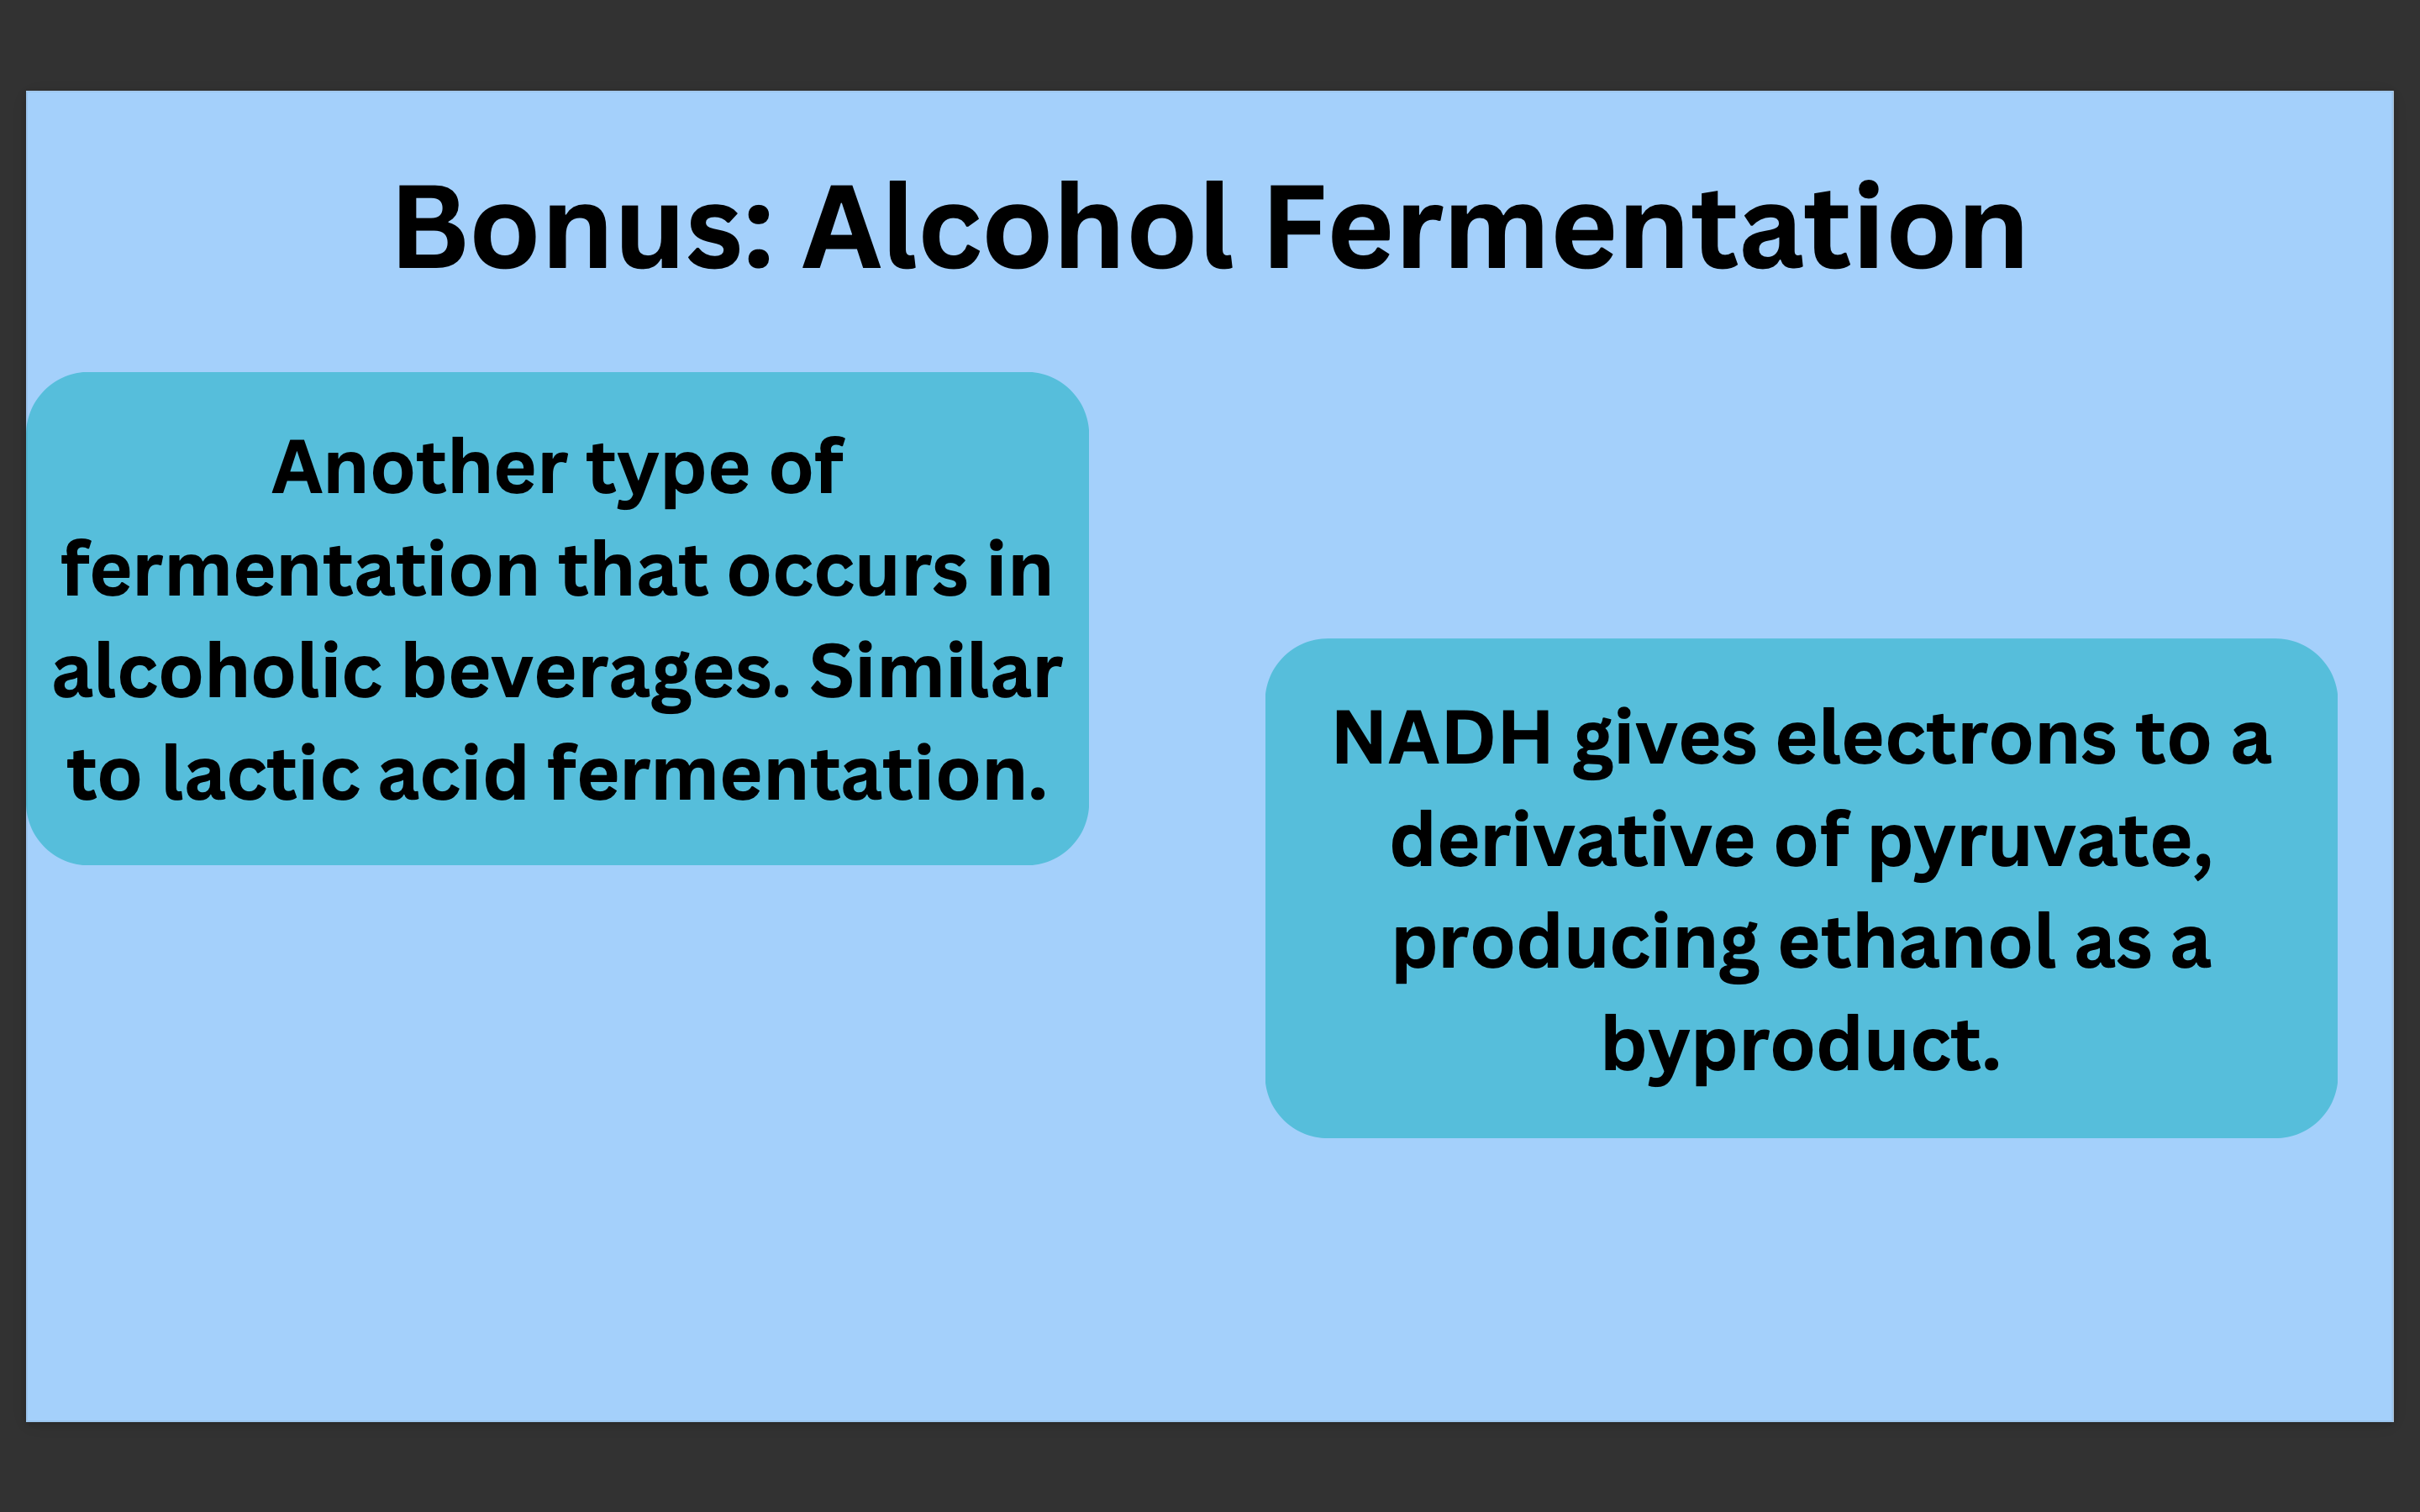 Bonus: Alcohol Fermentation
Another type of
fermentation that occurs in
alcoholic beverages. Similar
to lactic acid fermentation.
NADH gives electrons to a
derivative of pyruvate,
producing ethanol as a
byproduct.